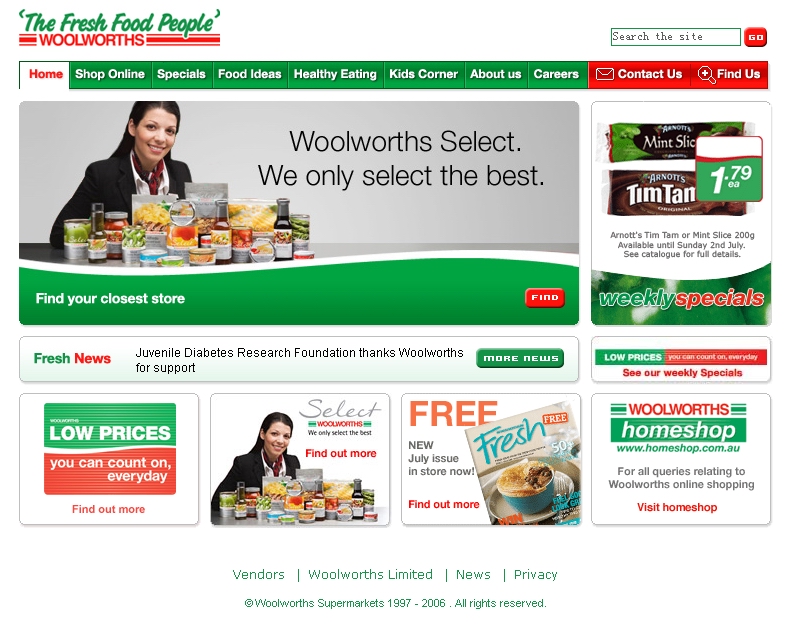 'The Fresh Food People'
WOOLWORTHS
Search the site
GO
Home
Shop Online
Specials
Food Ideas
Healthy Eating
Kids Corner
About us
Careers
Contact Us
Find Us
Woolworths Select.
We only select the best.
Find your closest store
FIND
ARNOTT'S
Mint Slic
ARNOTT'S
TimTam
ORIGINAL
1.79
ea
Arnott's Tim Tam or Mint Slice 200g
Available until Sunday 2nd July.
See catalogue for full details.
weeklyspecials
Fresh News
Juvenile Diabetes Research Foundation thanks Woolworths
for support
MORE NEWS
LOW PRICES you can count on, everyday
See our weekly Specials
WOOLWORTHS
LOW PRICES
you can count on,
everyday
Find out more
Select
WOOLWORTHS
We only select the best
Find out more
FREE
NEW
July issue
in store now!
Find out more
Fresh
FREE
50
WOOLWORTHS
homeshop
www.homeshop.com.au
For all queries relating to
Woolworths online shopping
Visit homeshop
Vendors | Woolworths Limited | News | Privacy
© Woolworths Supermarkets 1997 - 2006 . All rights reserved.